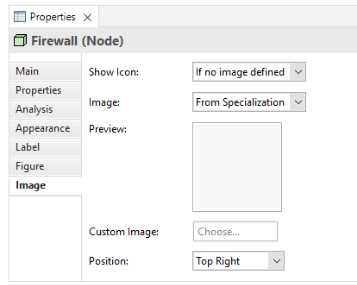 Properties
Firewall (Node)
Main
Properties
Analysis
Appearance
Label
Figure
Image
Show Icon: If no image defined
Image: From Specialization
Preview:
Custom Image: Choose...
Position: Top Right